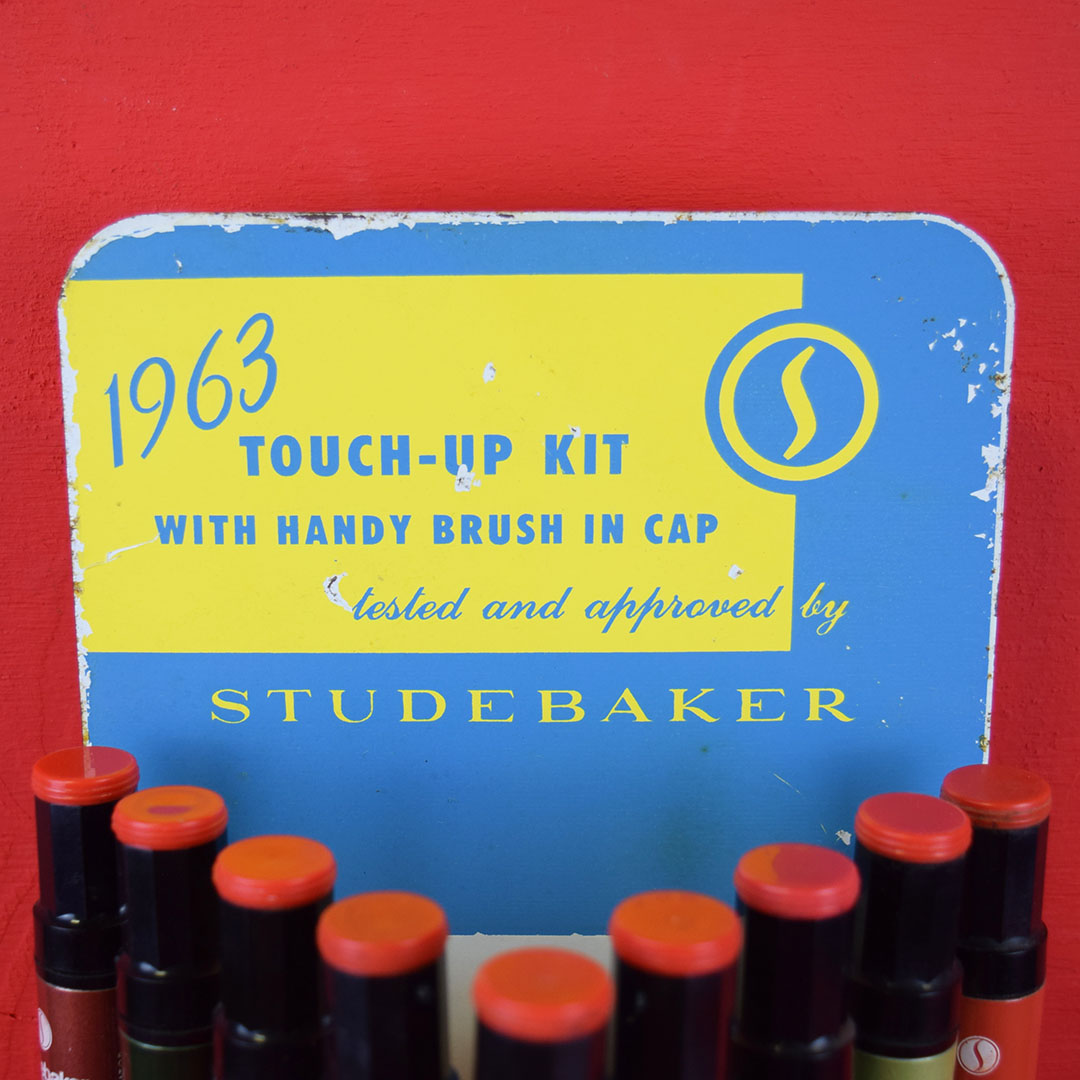 1963
TOUCH-UP KIT
WITH HANDY BRUSH IN CAP
tested and approved by
STUDEBAKER
S